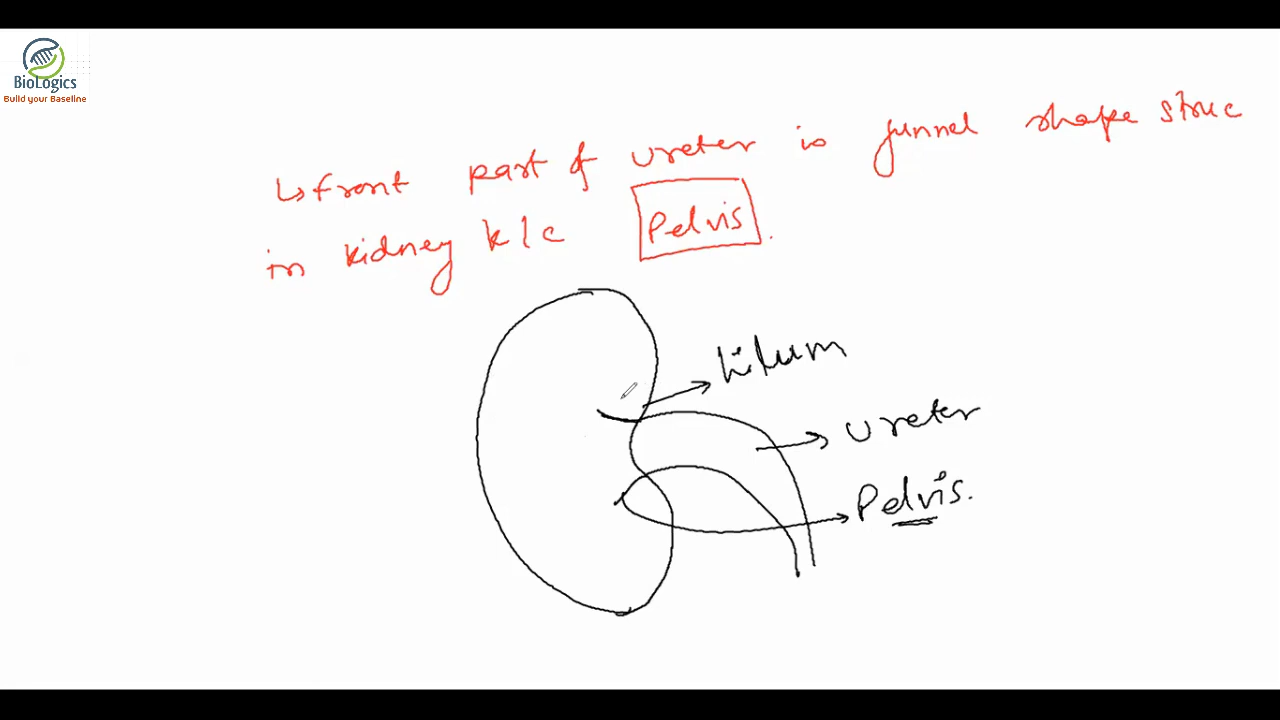 BioLogics
Build your Baseline
↳ front part of ureter is funnel shape struc
in kidney k/c Pelvis.
hilum
ureter
Pelvis.